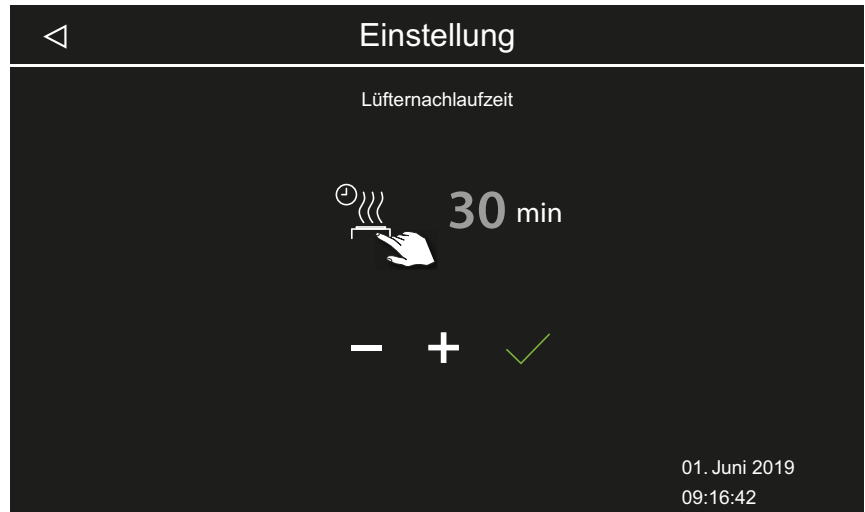 Einstellung
Lüfternachlaufzeit
30 min
01. Juni 2019
09:16:42